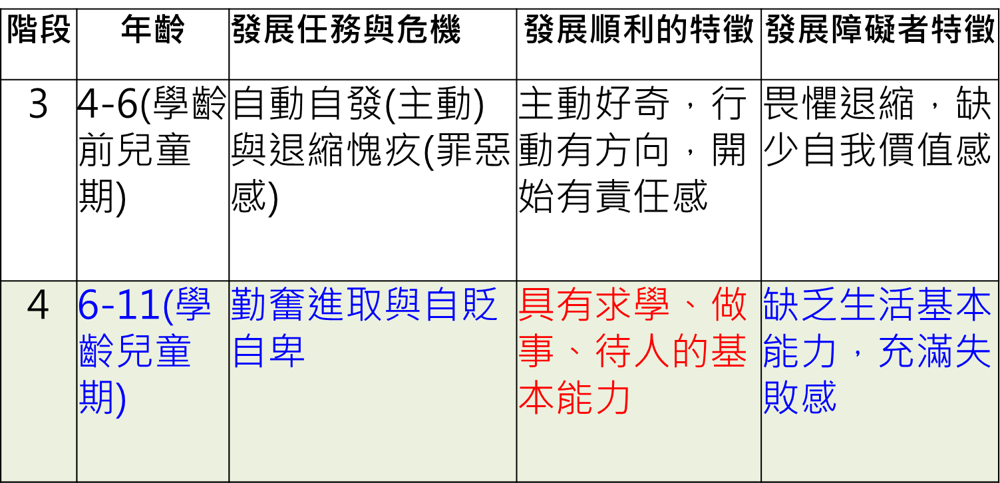 階段 年齡 發展任務與危機 發展順利的特徵 發展障礙者特徵
3
4-6(學齡
前兒童
期)
自動自發(主動)
與退縮愧疚(罪惡
感)
主動好奇，行
動有方向，開
始有責任感
畏懼退縮，缺
少自我價值感
4
6-11(學
齡兒童
期)
勤奮進取與自貶
自卑
具有求學、做
事、待人的基
本能力
缺乏生活基本
能力，充滿失
敗感